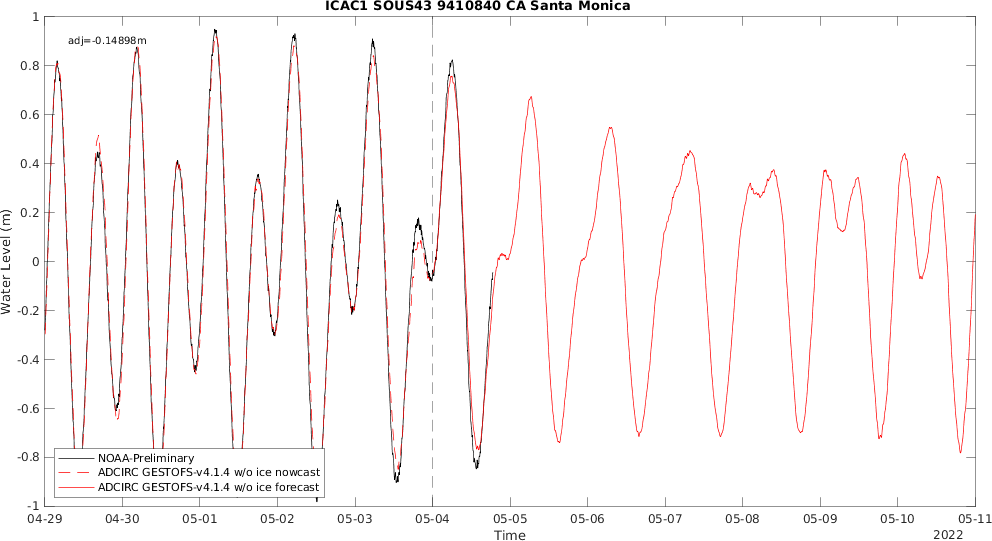 ICAC1 SOUS43 9410840 CA Santa Monica
adj=-0.14898m
Water Level (m)
1
0.8
0.6
0.4
0.2
0
-0.2
-0.4
-0.6
-0.8
-1
NOAA-Preliminary
ADCIRC GESTOFS-v4.1.4 w/o ice nowcast
ADCIRC GESTOFS-v4.1.4 w/o ice forecast
04-29 04-30 05-01 05-02 05-03 05-04 05-05 05-06 05-07 05-08 05-09 05-10 05-11
Time
2022